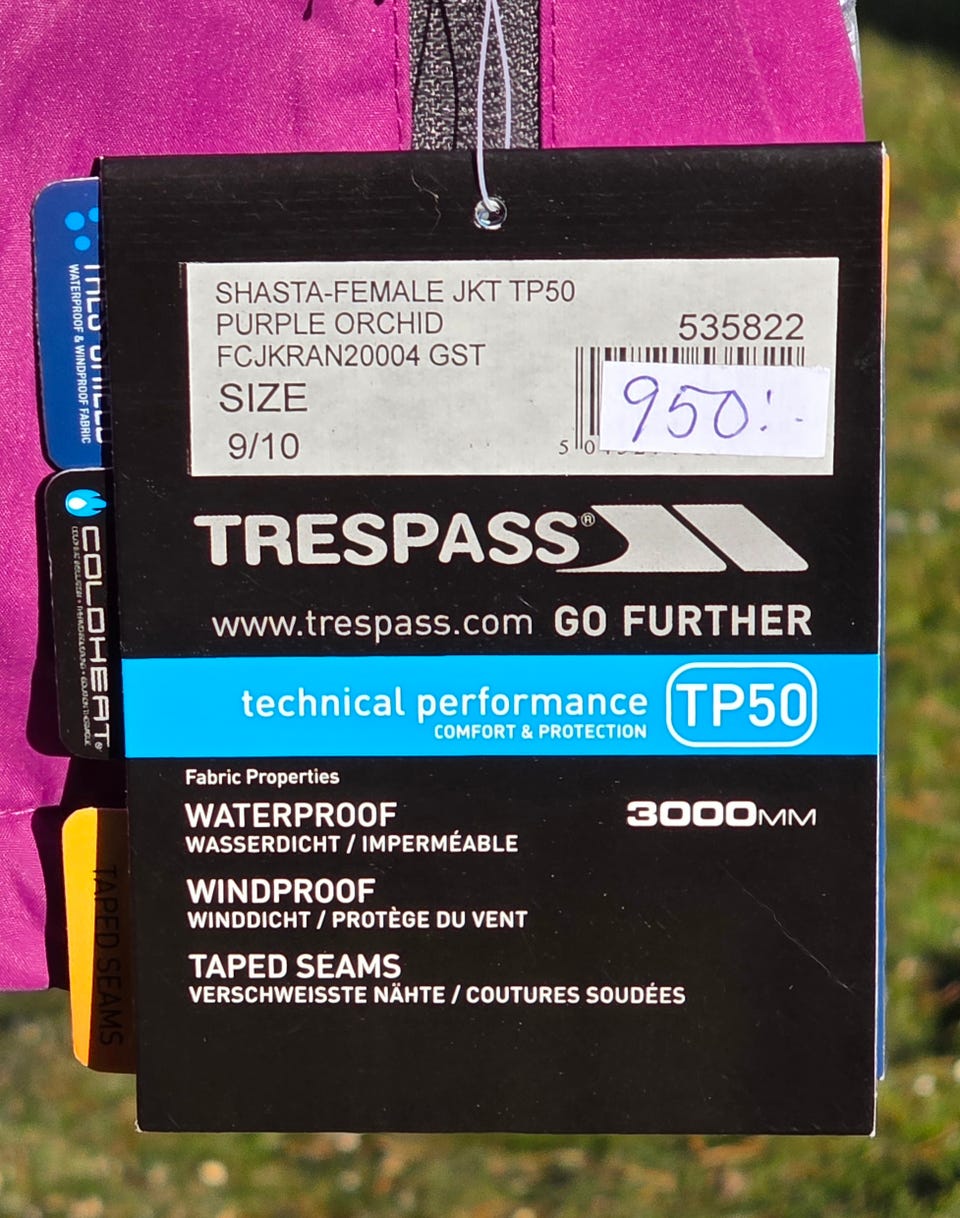 SHASTA-FEMALE JKT TP50
PURPLE ORCHID
FCJKRAN20004 GST
535822
SIZE
9/10
950:-
5 0
TRESPASS®
www.trespass.com GO FURTHER
technical performance TP50
COMFORT & PROTECTION
Fabric Properties
WATERPROOF 3000MM
WASSERDICHT / IMPERMÉABLE
WINDPROOF
WINDDICHT / PROTÈGE DU VENT
TAPED SEAMS
VERSCHWEISSTE NÄHTE / COUTURES SOUDÉES
WATERPROOF & WINDPROOF FABRIC
COLDHEAT®
TAPED SEAMS